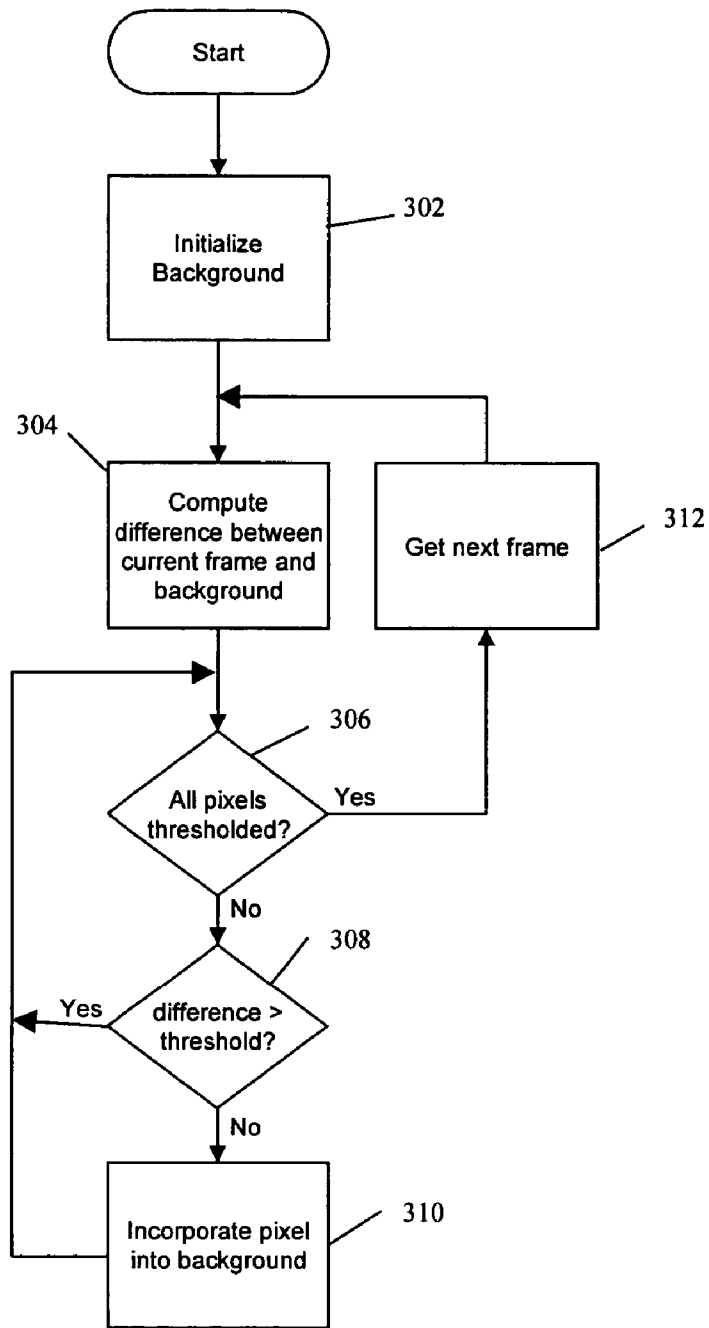 Start
302
Initialize
Background
304
Compute
difference between
current frame and
background
Get next frame
312
306
All pixels
thresholded?
Yes
No
308
Yes
difference >
threshold?
No
Incorporate pixel
into background
310